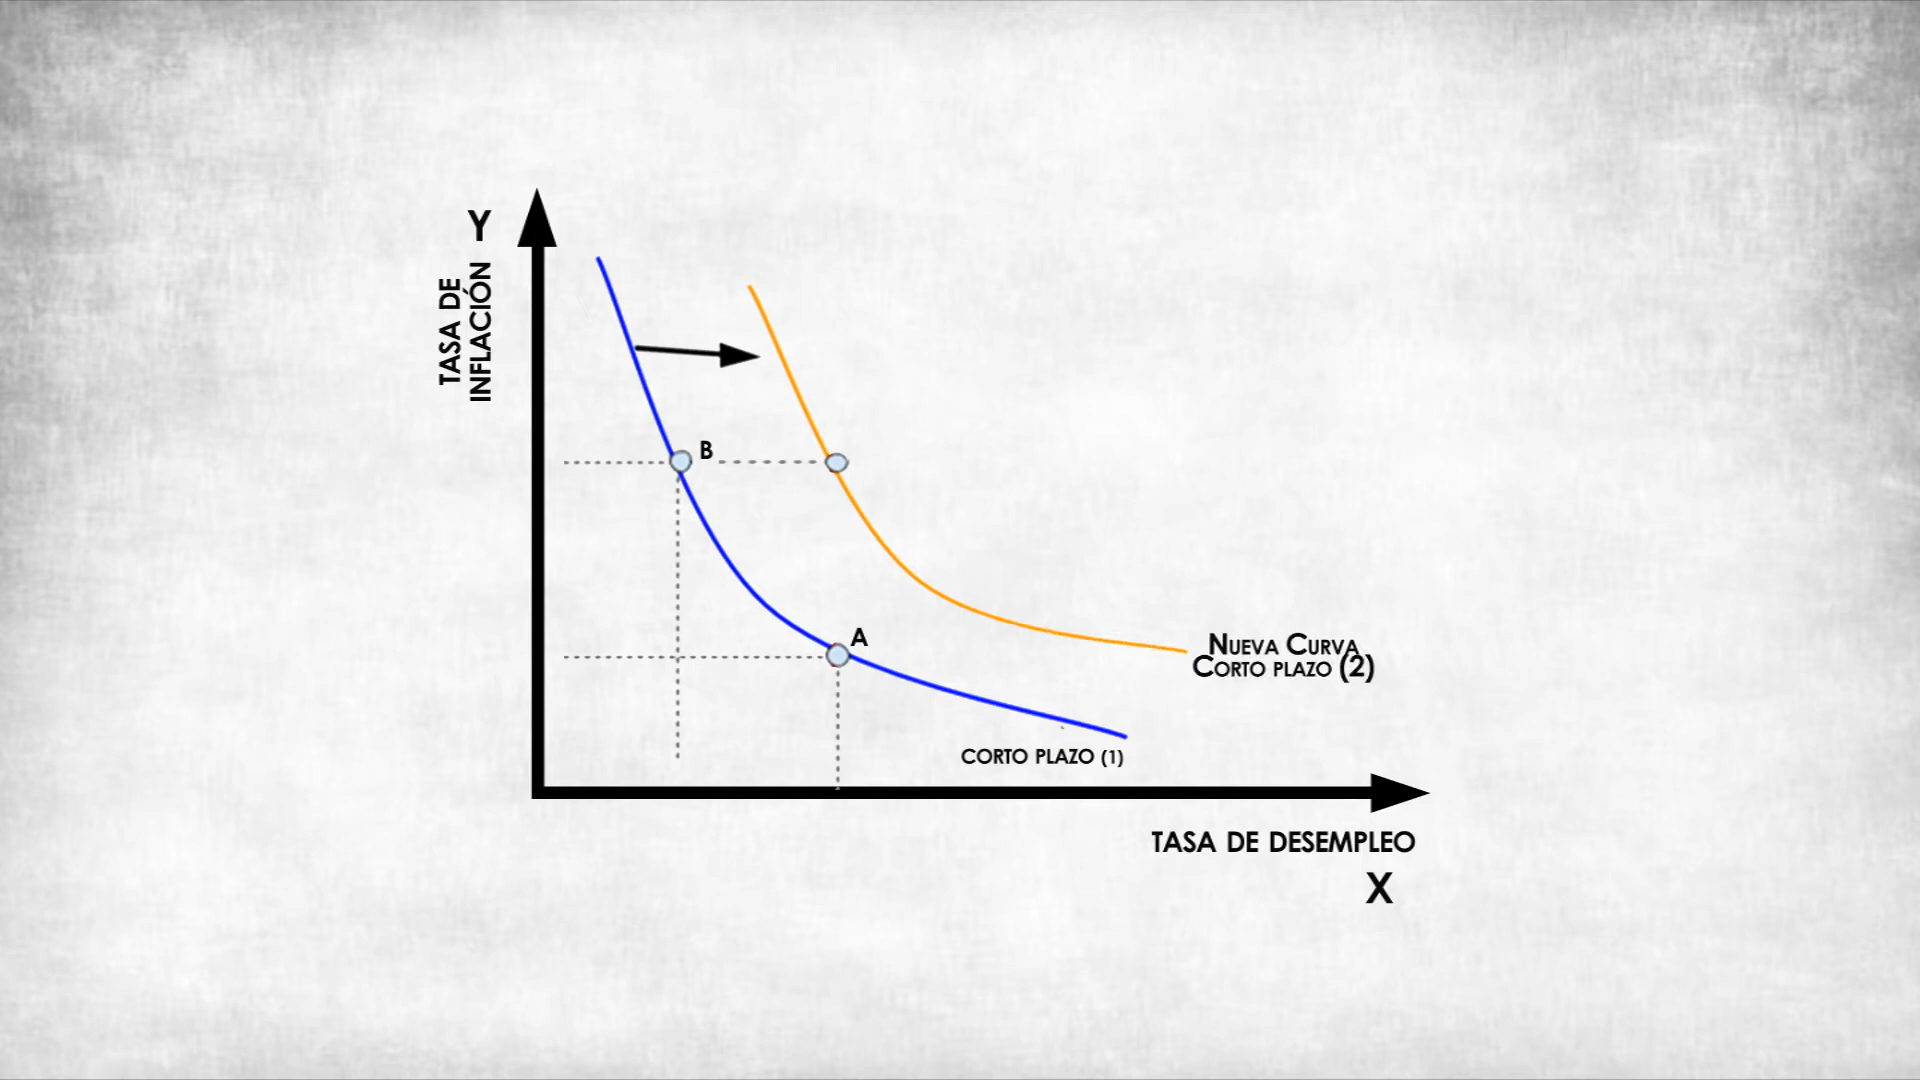 Y
TASA DE
INFLACIÓN
B
A
NUEVA CURVA
CORTO PLAZO (2)
CORTO PLAZO (1)
TASA DE DESEMPLEO
X